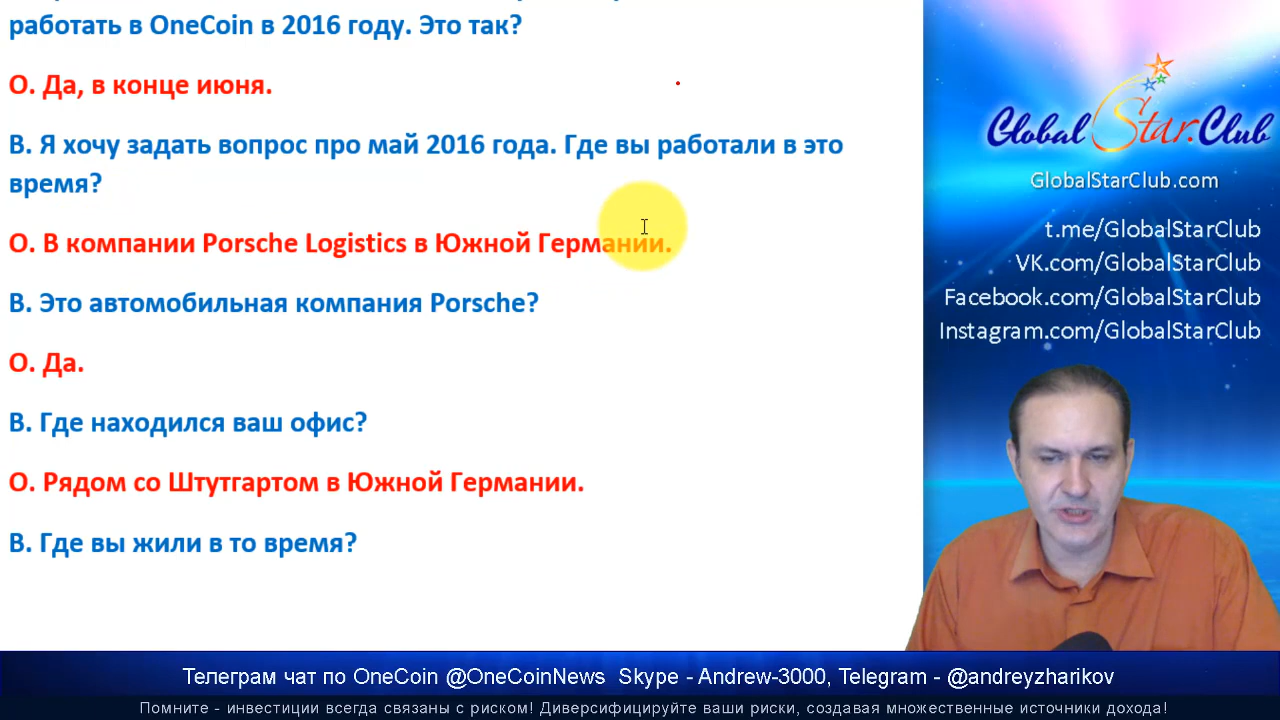 работать в OneCoin в 2016 году. Это так?
О. Да, в конце июня.
В. Я хочу задать вопрос про май 2016 года. Где вы работали в это
время?
О. В компании Porsche Logistics в Южной Германии.
В. Это автомобильная компания Porsche?
О. Да.
В. Где находился ваш офис?
О. Рядом со Штутгартом в Южной Германии.
В. Где вы жили в то время?
Global Star.Club
GlobalStarClub.com
t.me/GlobalStarClub
VK.com/GlobalStarClub
Facebook.com/GlobalStarClub
Instagram.com/GlobalStarClub
Телеграм чат по OneCoin @OneCoinNews Skype - Andrew-3000, Telegram - @andreyzharikov
Помните - инвестиции всегда связаны с риском! Диверсифицируйте ваши риски, создавая множественные источники дохода!